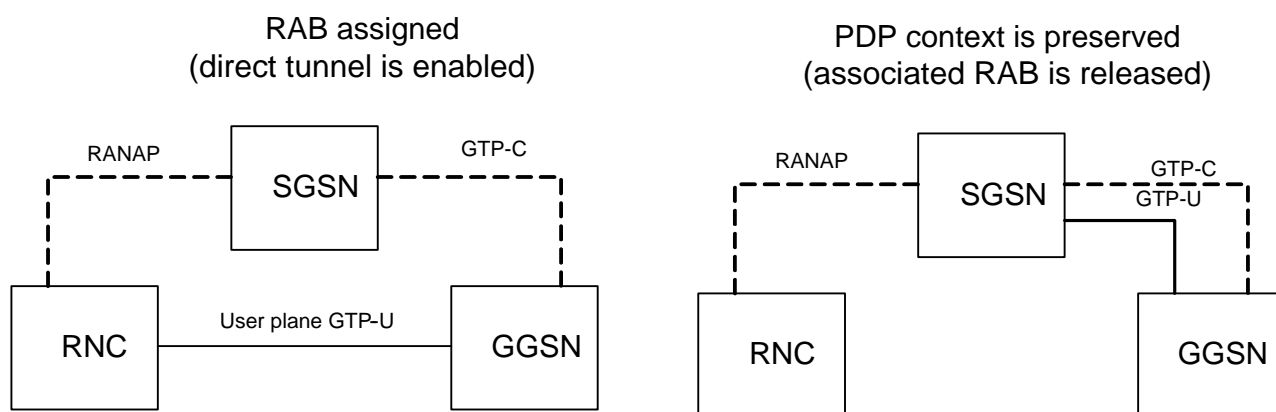 RAB assigned
(direct tunnel is enabled)
RANAP
GTP-C
SGSN
RNC
User plane GTP-U
GGSN
PDP context is preserved
(associated RAB is released)
RANAP
GTP-C
SGSN
GTP-U
RNC
GGSN